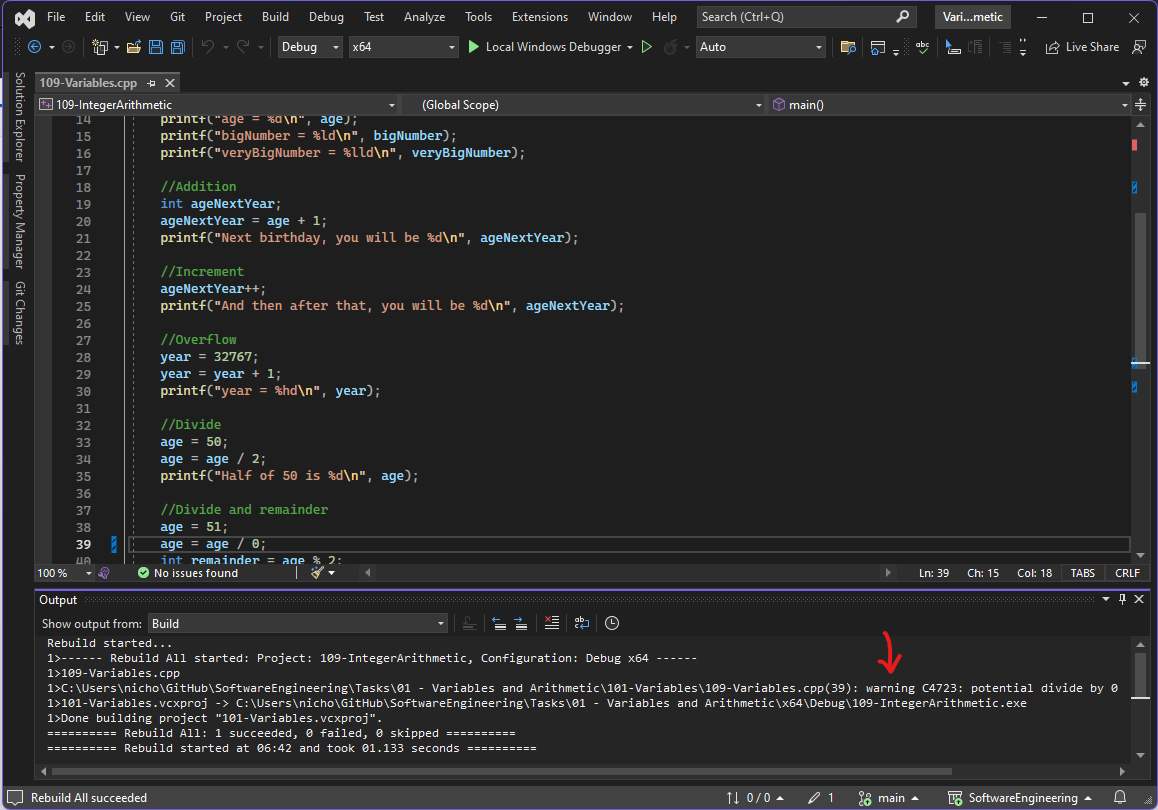 File Edit View Git Project Build Debug Test Analyze Tools Extensions Window Help Search (Ctrl+Q) Vari...metic
Debug x64 Local Windows Debugger Auto abc Live Share
Solution Explorer
Property Manager
Git Changes
109-Variables.cpp
109-IntegerArithmetic (Global Scope) main()
14 printf("age = %d\n", age);
15 printf("bigNumber = %ld\n", bigNumber);
16 printf("veryBigNumber = %lld\n", veryBigNumber);
17
18 //Addition
19 int ageNextYear;
20 ageNextYear = age + 1;
21 printf("Next birthday, you will be %d\n", ageNextYear);
22
23 //Increment
24 ageNextYear++;
25 printf("And then after that, you will be %d\n", ageNextYear);
26
27 //Overflow
28 year = 32767;
29 year = year + 1;
30 printf("year = %hd\n", year);
31
32 //Divide
33 age = 50;
34 age = age / 2;
35 printf("Half of 50 is %d\n", age);
36
37 //Divide and remainder
38 age = 51;
39 age = age / 0;
40 int remainder = age % 2;
100 % No issues found Ln: 39 Ch: 15 Col: 18 TABS CRLF
Output
Show output from: Build
Rebuild started...
1>------ Rebuild All started: Project: 109-IntegerArithmetic, Configuration: Debug x64 ------
1>109-Variables.cpp
1>C:\Users\nicho\GitHub\SoftwareEngineering\Tasks\01 - Variables and Arithmetic\101-Variables\109-Variables.cpp(39): warning C4723: potential divide by 0
1>101-Variables.vcxproj -> C:\Users\nicho\GitHub\SoftwareEngineering\Tasks\01 - Variables and Arithmetic\x64\Debug\109-IntegerArithmetic.exe
1>Done building project "101-Variables.vcxproj".
========== Rebuild All: 1 succeeded, 0 failed, 0 skipped ==========
========== Rebuild started at 06:42 and took 01.133 seconds ==========
Rebuild All succeeded 0 / 0 1 main SoftwareEngineering